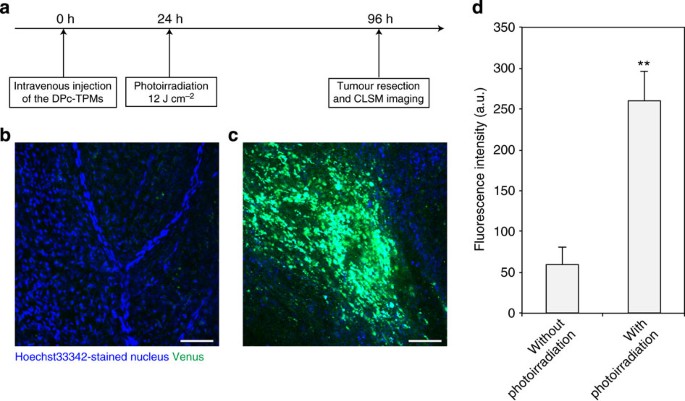 a
0 h
24 h
96 h
Intravenous injection
of the DPc-TPMs
Photoirradiation
12 J cm⁻²
Tumour resection
and CLSM imaging
b
c
Hoechst33342-stained nucleus Venus
d
Fluorescence intensity (a.u.)
350
300
250
200
150
100
50
0
**
Without
photoirradiation
With
photoirradiation